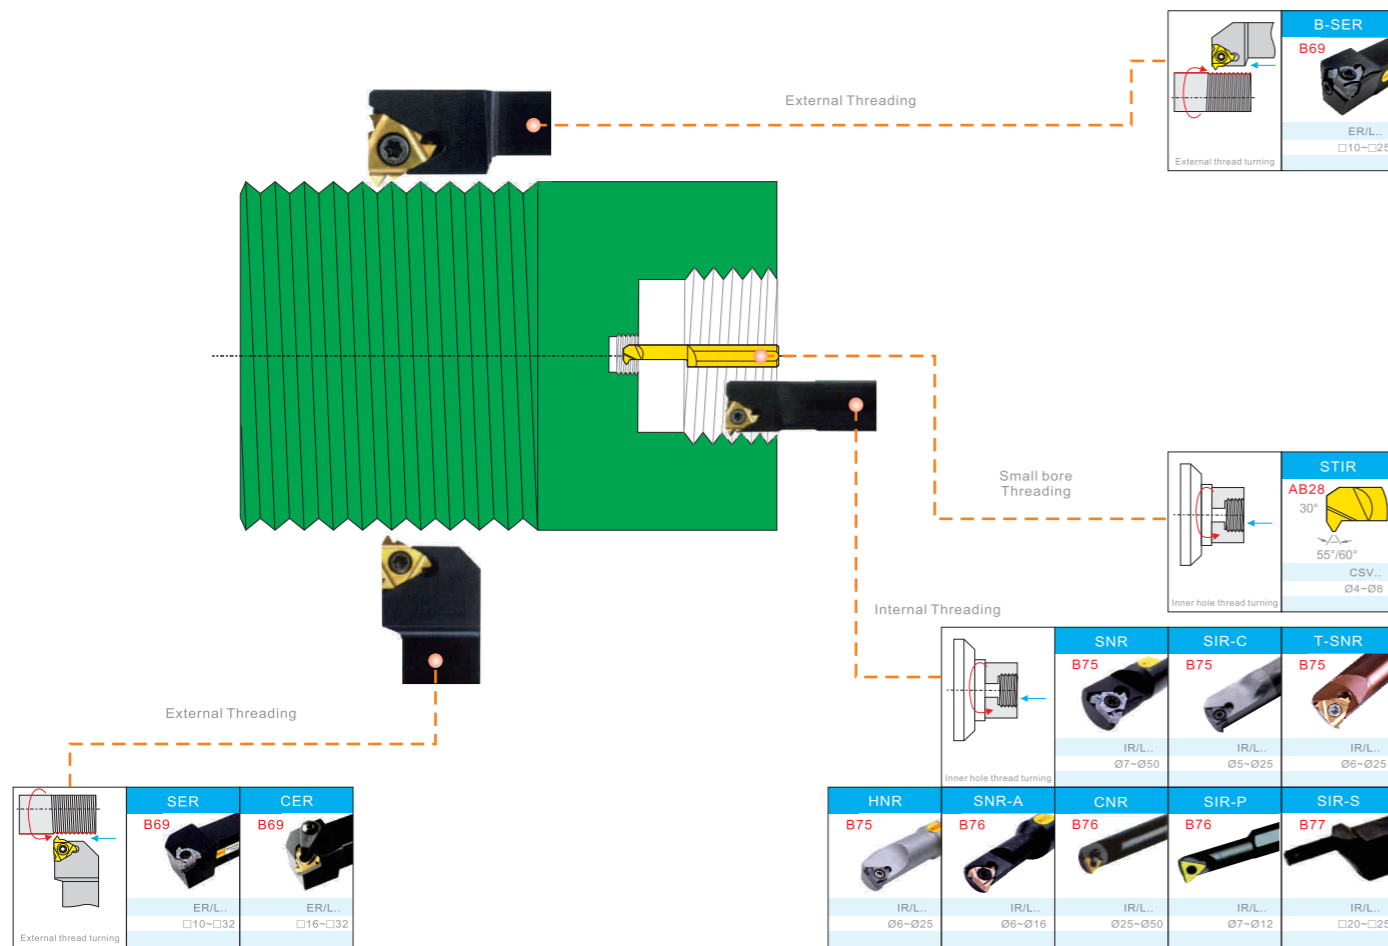 B-SER
B69
ER/L..
□10~□25
External thread turning
External Threading
Small bore
Threading
STIR
AB28
30°
55°/60°
CSV..
Ø4~Ø8
Inner hole thread turning
Internal Threading
SNR
SIR-C
T-SNR
B75
B75
B75
IR/L..
IR/L..
IR/L..
Ø7~Ø50
Ø5~Ø25
Ø6~Ø25
Inner hole thread turning
HNR
SNR-A
CNR
SIR-P
SIR-S
B75
B76
B76
B76
B77
IR/L..
IR/L..
IR/L..
IR/L..
IR/L..
Ø6~Ø25
Ø6~Ø16
Ø25~Ø50
Ø7~Ø12
□20~□25
External Threading
SER
CER
B69
B69
ER/L..
ER/L..
□10~□32
□16~□32
External thread turning